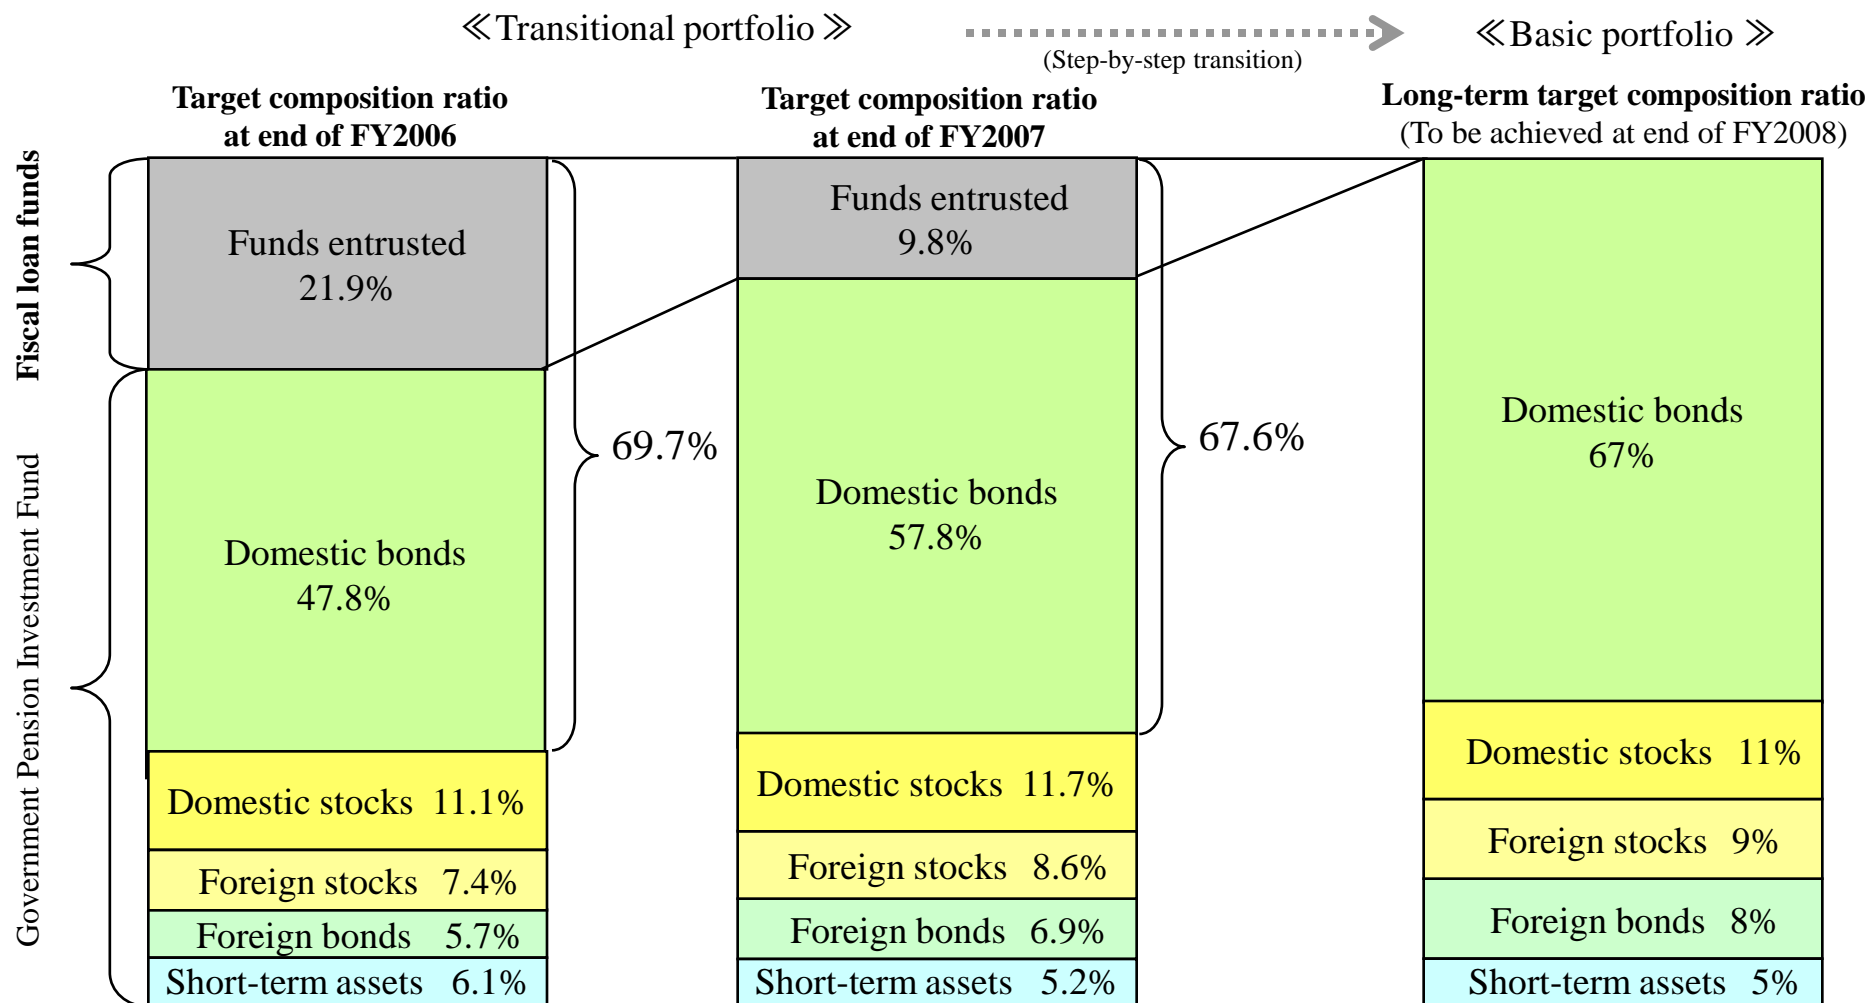 ≪Transitional portfolio ≫
(Step-by-step transition)
≪Basic portfolio ≫
Target composition ratio
at end of FY2006
Target composition ratio
at end of FY2007
Long-term target composition ratio
(To be achieved at end of FY2008)
Fiscal loan funds
Government Pension Investment Fund
Funds entrusted
21.9%
Domestic bonds
47.8%
Domestic stocks 11.1%
Foreign stocks 7.4%
Foreign bonds 5.7%
Short-term assets 6.1%
69.7%
Funds entrusted
9.8%
Domestic bonds
57.8%
Domestic stocks 11.7%
Foreign stocks 8.6%
Foreign bonds 6.9%
Short-term assets 5.2%
67.6%
Domestic bonds
67%
Domestic stocks 11%
Foreign stocks 9%
Foreign bonds 8%
Short-term assets 5%